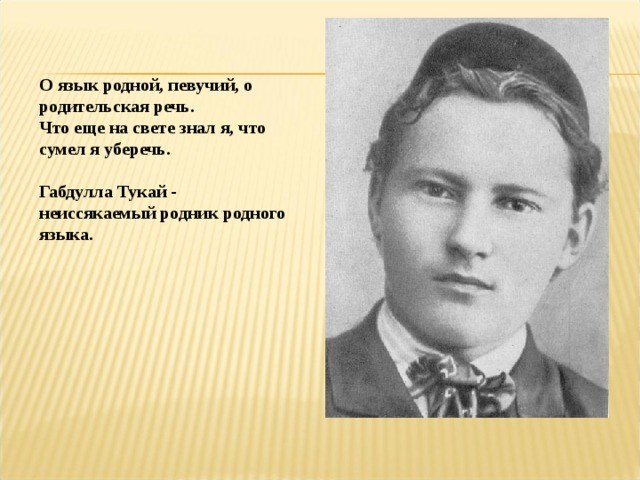 О язык родной, певучий, о
родительская речь.
Что еще на свете знал я, что
сумел я уберечь.
Габдулла Тукай -
неиссякаемый родник родного
языка.